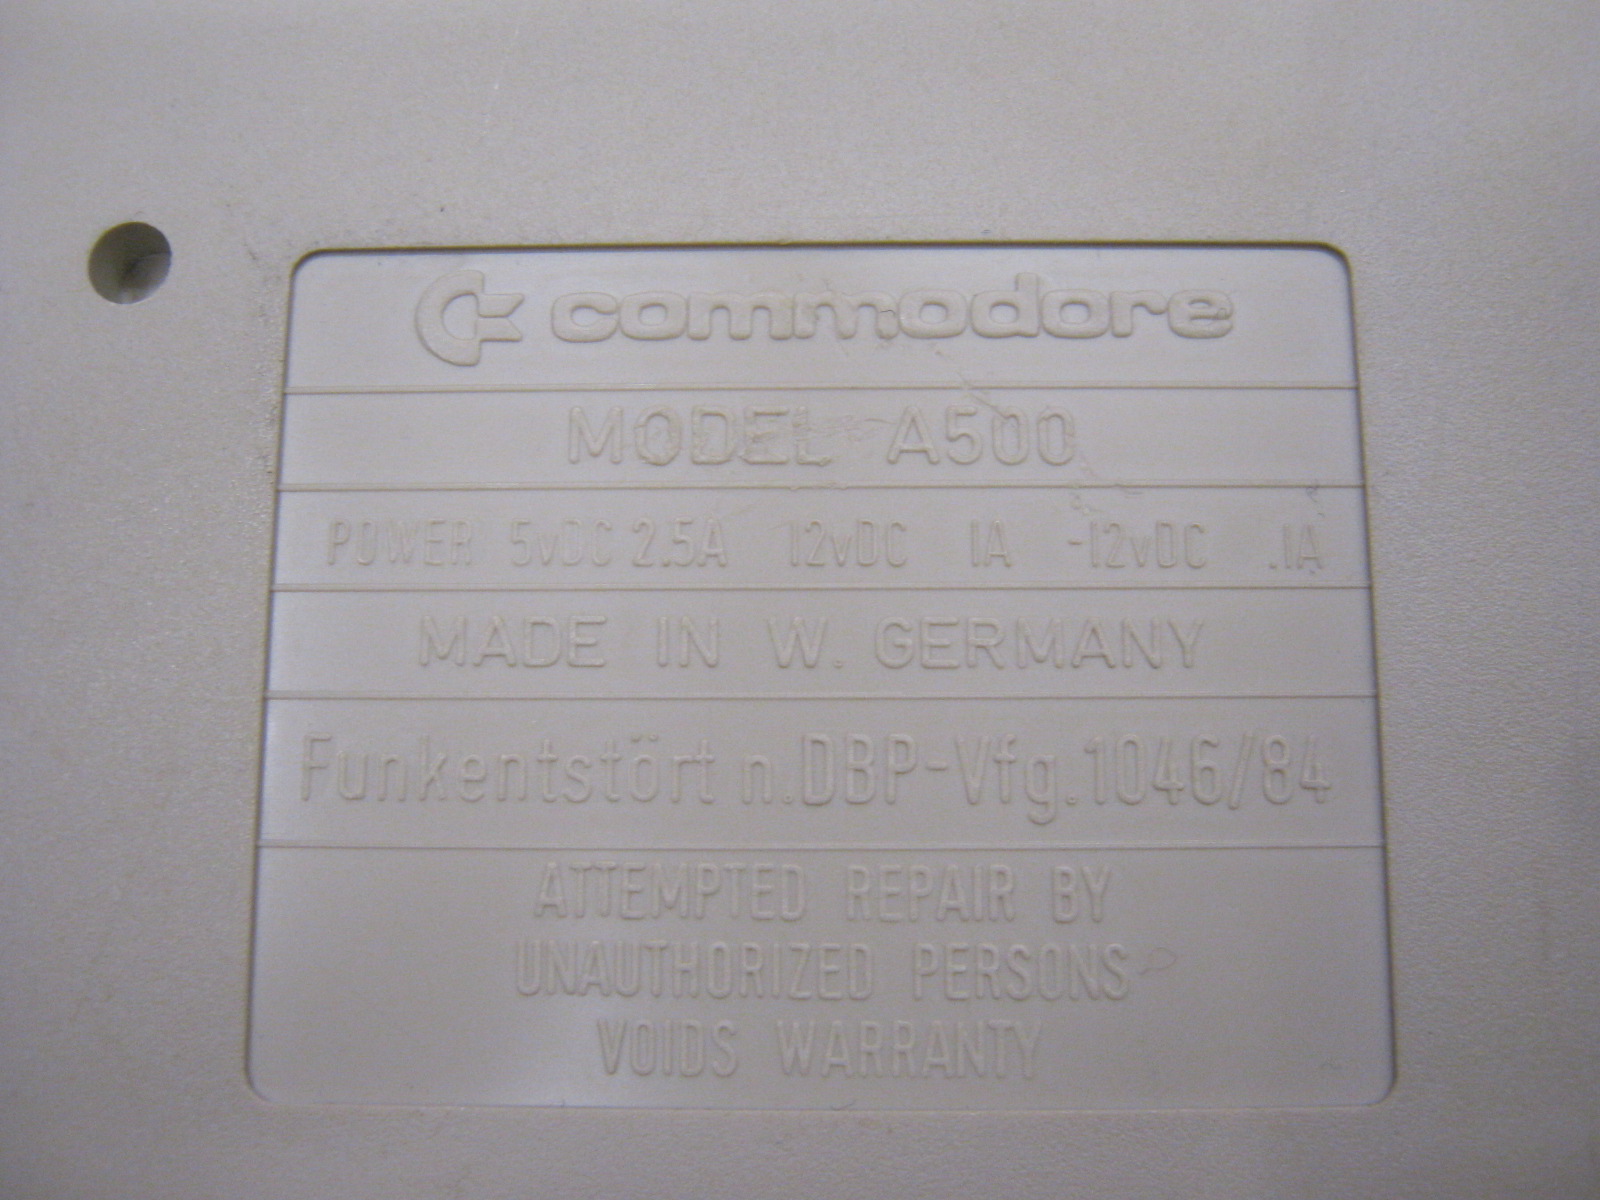 commodore
MODEL A500
POWER 5vDC 2.5A 12vDC 1A -12vDC .1A
MADE IN W. GERMANY
Funkentstört n.DBP-Vfg.1046/84
ATTEMPTED REPAIR BY
UNAUTHORIZED PERSONS
VOIDS WARRANTY